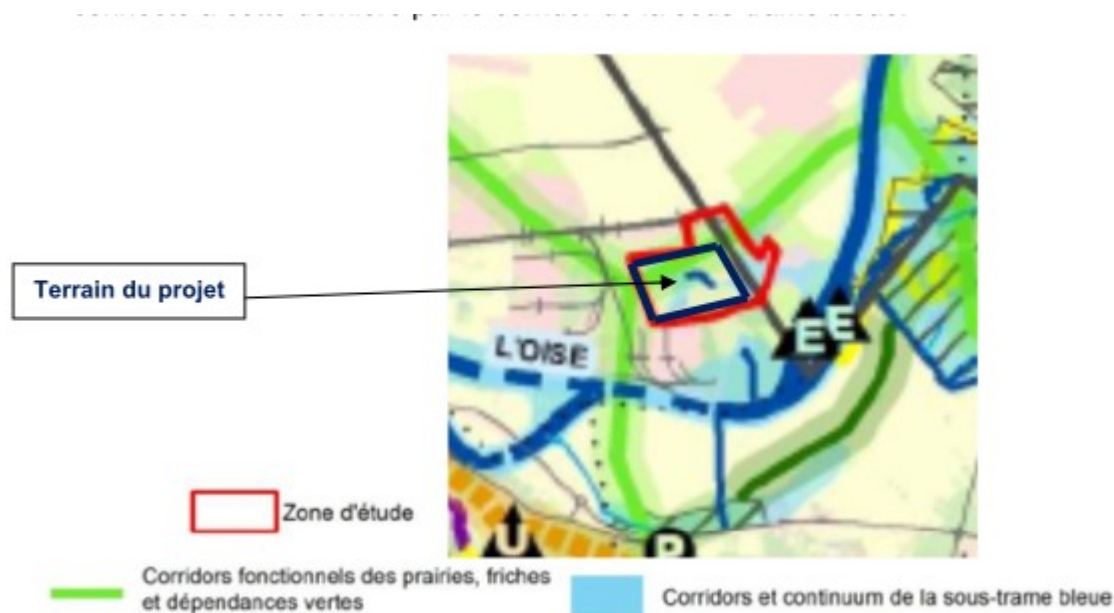 Terrain du projet
L'OISE
E E
Zone d'étude
U
Corridors fonctionnels des prairies, friches
et dépendances vertes
Corridors et continuum de la sous-trame bleue